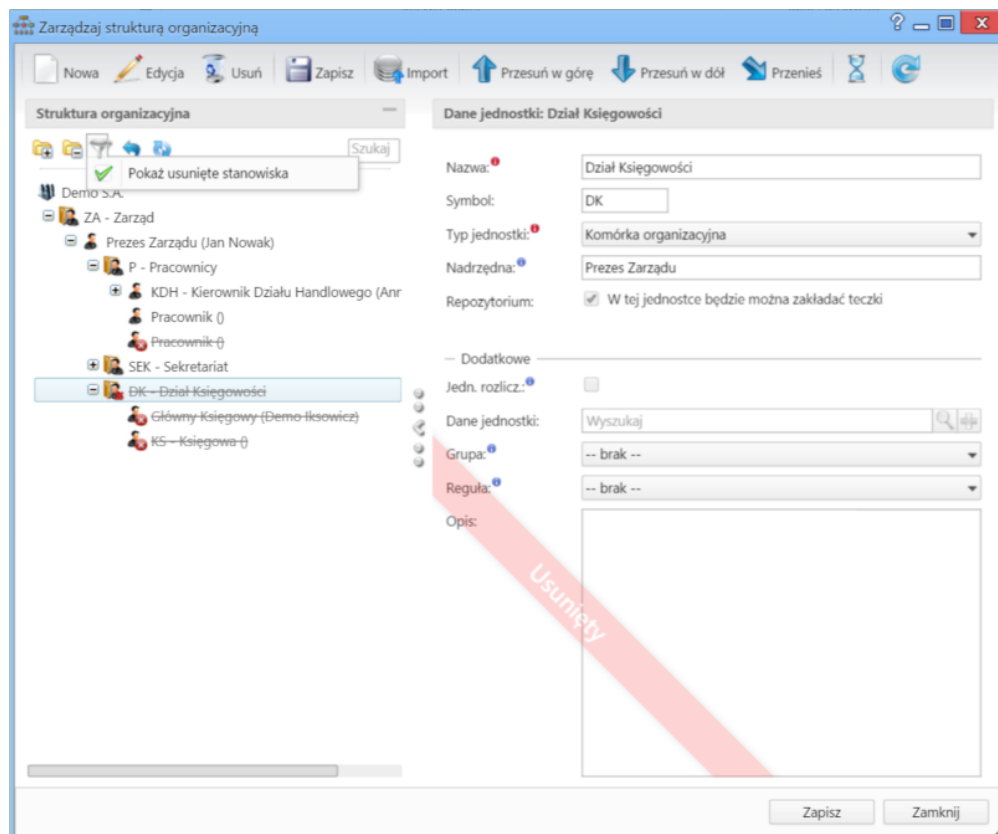 Zarządzaj strukturą organizacyjną
Nowa Edycja Usuń Zapisz Import Przesuń w górę Przesuń w dół Przenieś
Struktura organizacyjna
Szukaj
Pokaż usunięte stanowiska
Demo S.A.
ZA - Zarząd
Prezes Zarządu (Jan Nowak)
P - Pracownicy
KDH - Kierownik Działu Handlowego (Anr
Pracownik ()
Pracownik ()
SEK - Sekretariat
DK - Dział Księgowości
Główny Księgowy (Demo Iksowicz)
KS - Księgowa ()
Dane jednostki: Dział Księgowości
Nazwa: Dział Księgowości
Symbol: DK
Typ jednostki: Komórka organizacyjna
Nadrzędna: Prezes Zarządu
Repozytorium: W tej jednostce będzie można zakładać teczki
Dodatkowe
Jedn. rozlicz.:
Dane jednostki: Wyszukaj
Grupa: -- brak --
Reguła: -- brak --
Opis:
Usunięty
Zapisz Zamknij